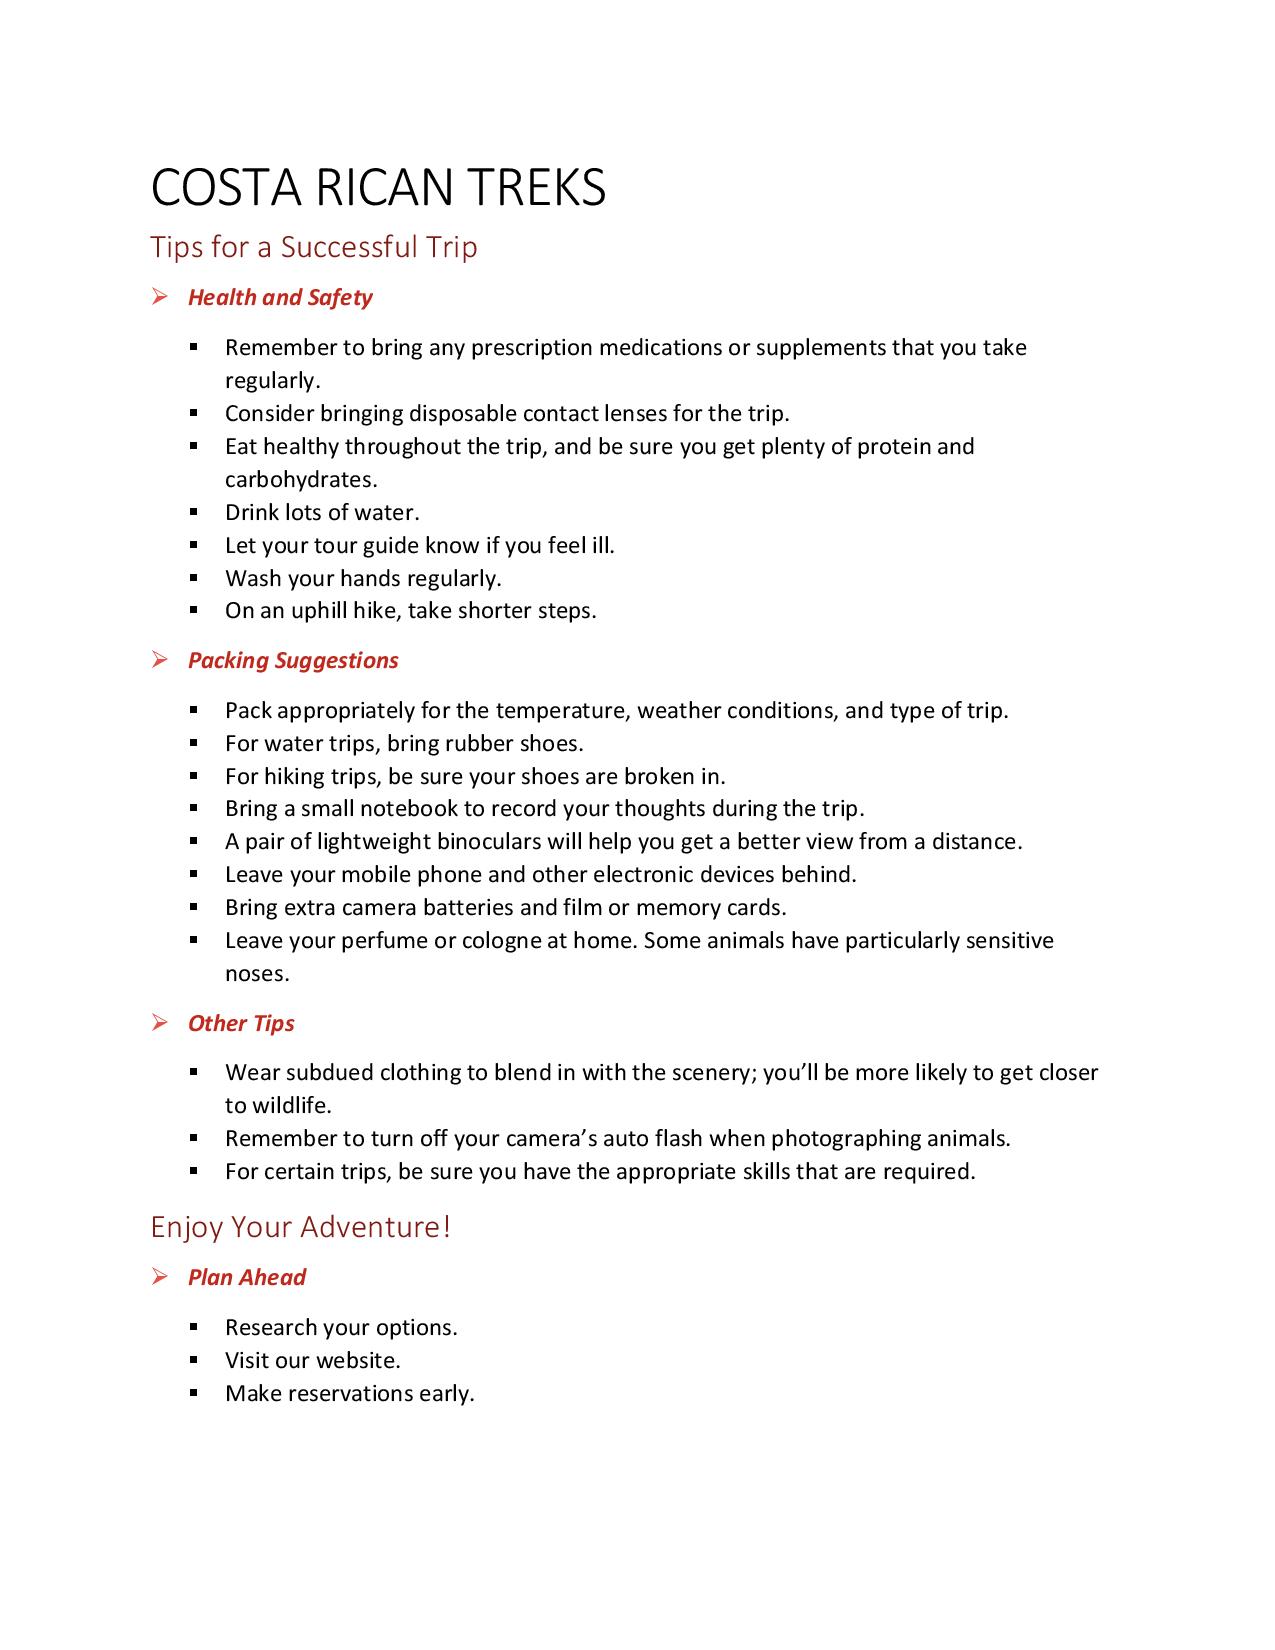 COSTA RICAN TREKS
Tips for a Successful Trip
➢ Health and Safety
▪ Remember to bring any prescription medications or supplements that you take
regularly.
▪ Consider bringing disposable contact lenses for the trip.
▪ Eat healthy throughout the trip, and be sure you get plenty of protein and
carbohydrates.
▪ Drink lots of water.
▪ Let your tour guide know if you feel ill.
▪ Wash your hands regularly.
▪ On an uphill hike, take shorter steps.
➢ Packing Suggestions
▪ Pack appropriately for the temperature, weather conditions, and type of trip.
▪ For water trips, bring rubber shoes.
▪ For hiking trips, be sure your shoes are broken in.
▪ Bring a small notebook to record your thoughts during the trip.
▪ A pair of lightweight binoculars will help you get a better view from a distance.
▪ Leave your mobile phone and other electronic devices behind.
▪ Bring extra camera batteries and film or memory cards.
▪ Leave your perfume or cologne at home. Some animals have particularly sensitive
noses.
➢ Other Tips
▪ Wear subdued clothing to blend in with the scenery; you’ll be more likely to get closer
to wildlife.
▪ Remember to turn off your camera’s auto flash when photographing animals.
▪ For certain trips, be sure you have the appropriate skills that are required.
Enjoy Your Adventure!
➢ Plan Ahead
▪ Research your options.
▪ Visit our website.
▪ Make reservations early.